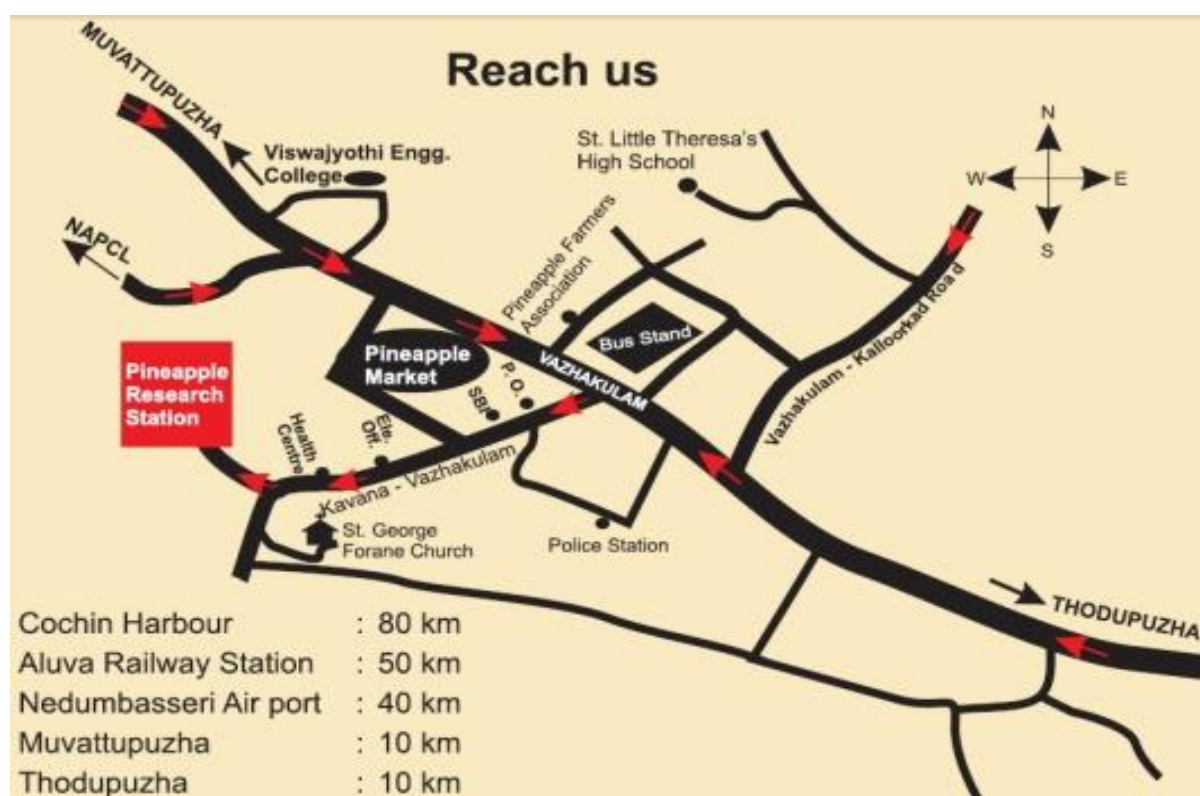 Reach us
MUVATTUPUZHA
Viswajyothi Engg.
College
St. Little Theresa's
High School
N
W
E
S
NAPCL
Pineapple Farmers
Association
Bus Stand
Vazhakulam - Kalloorkad Road
Pineapple
Market
VAZHAKULAM
P. O.
SBI
Pineapple
Research
Station
Health
Centre
Ele.
Off.
Kavana - Vazhakulam
St. George
Forane Church
Police Station
THODUPUZHA
Cochin Harbour : 80 km
Aluva Railway Station : 50 km
Nedumbasseri Air port : 40 km
Muvattupuzha : 10 km
Thodupuzha : 10 km